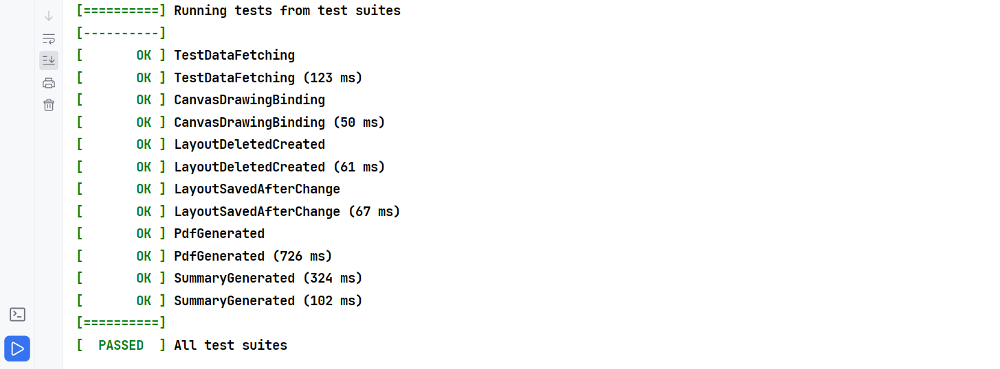 [==========] Running tests from test suites
[----------]
[       OK ] TestDataFetching
[       OK ] TestDataFetching (123 ms)
[       OK ] CanvasDrawingBinding
[       OK ] CanvasDrawingBinding (50 ms)
[       OK ] LayoutDeletedCreated
[       OK ] LayoutDeletedCreated (61 ms)
[       OK ] LayoutSavedAfterChange
[       OK ] LayoutSavedAfterChange (67 ms)
[       OK ] PdfGenerated
[       OK ] PdfGenerated (726 ms)
[       OK ] SummaryGenerated (324 ms)
[       OK ] SummaryGenerated (102 ms)
[==========]
[  PASSED  ] All test suites